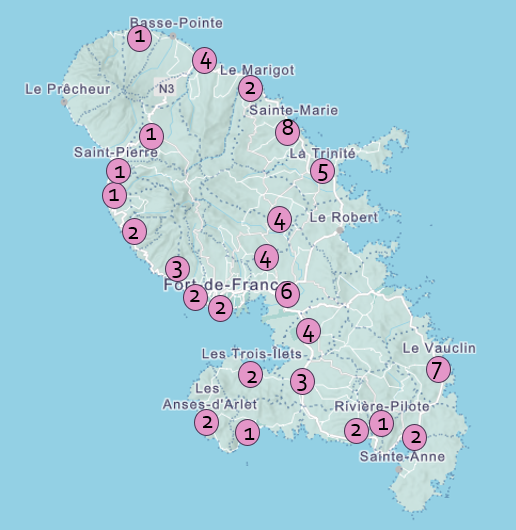 Basse-Pointe
1
4
Le Marigot
Le Prêcheur
N3
2
Sainte-Marie
8
1
Saint-Pierre
La Trinité
1
5
1
4
Le Robert
2
4
3
Fort-de-France
6
2
2
4
Le Vauclin
Les Trois-Îlets
7
2
3
Les
Anses-d'Arlet
Rivière-Pilote
2
1
2
1
2
Sainte-Anne